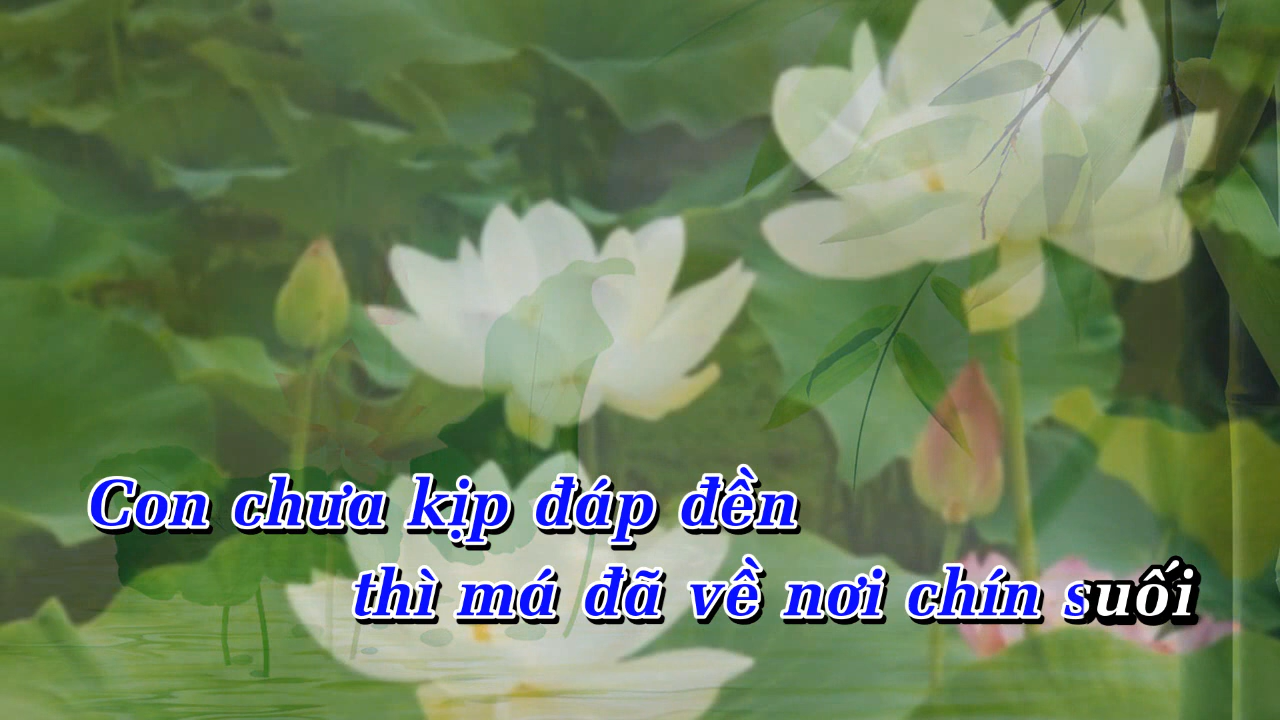 Con chưa kịp đáp đền
thì má đã về nơi chín suối